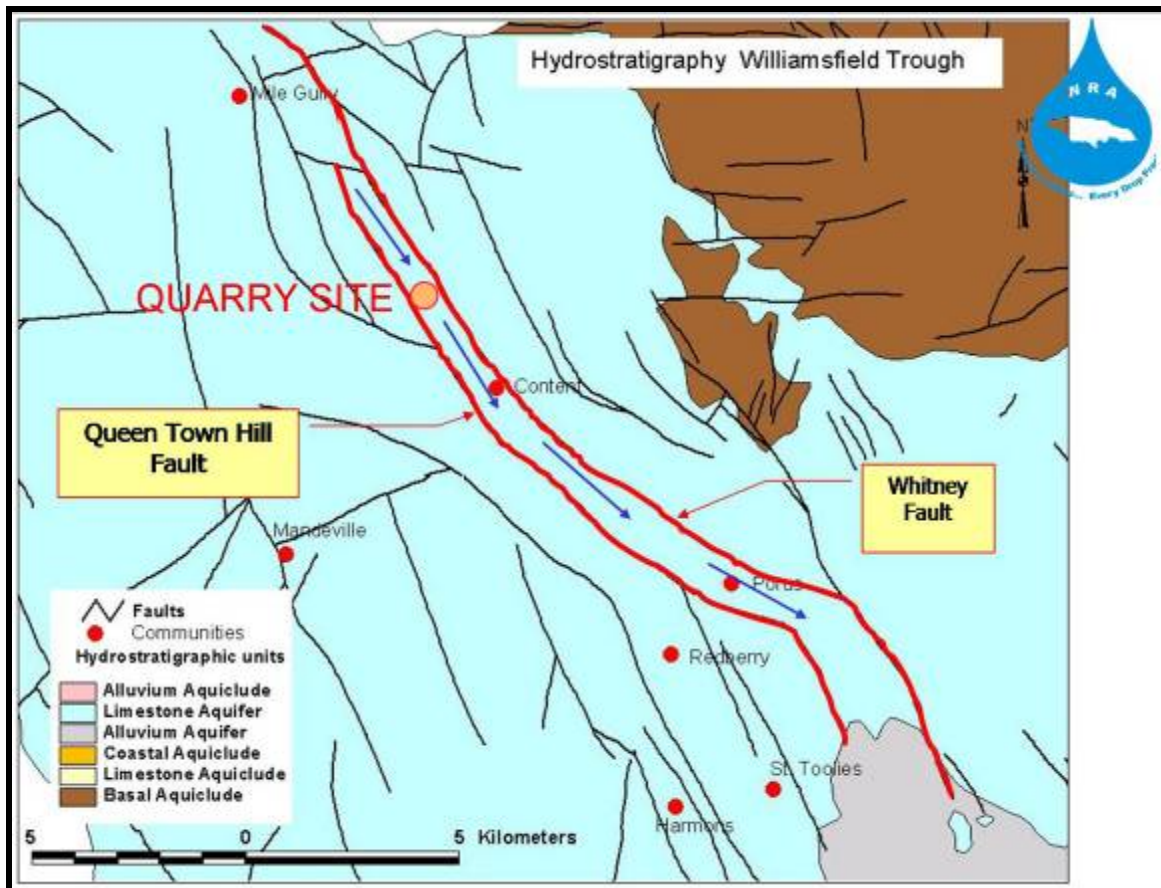 Hydrostratigraphy Williamsfield Trough
NRA
Every Drop
N
Mile Gully
QUARRY SITE
Content
Queen Town Hill
Fault
Whitney
Fault
Mandeville
Porus
Redberry
St. Toolies
Harmons
Faults
Communities
Hydrostratigraphic units
Alluvium Aquiclude
Limestone Aquifer
Alluvium Aquifer
Coastal Aquiclude
Limestone Aquiclude
Basal Aquiclude
5 0 5 Kilometers